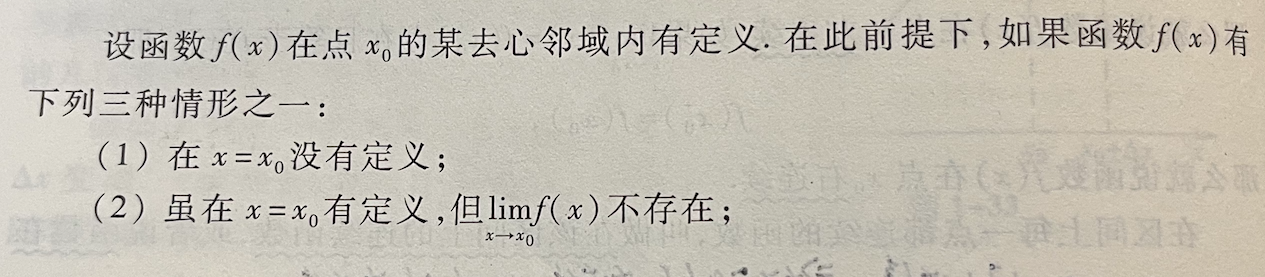 设函数 f(x) 在点 x₀ 的某去心邻域内有定义. 在此前提下,如果函数 f(x) 有
下列三种情形之一:
(1) 在 x=x₀ 没有定义;
(2) 虽在 x=x₀ 有定义,但 lim f(x) 不存在;
x→x₀